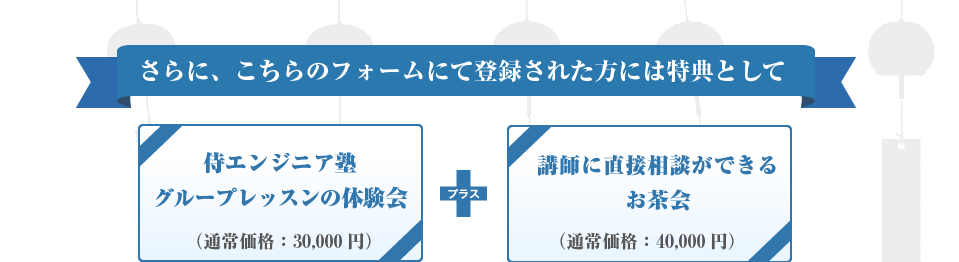 さらに、こちらのフォームにて登録された方には特典として
侍エンジニア塾
グループレッスンの体験会
（通常価格：30,000 円）
プラス
講師に直接相談ができる
お茶会
（通常価格：40,000 円）